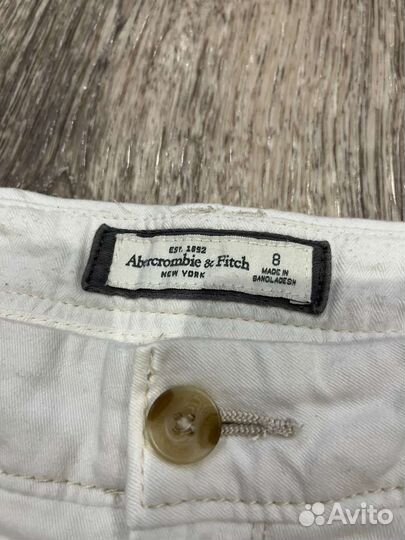 EST. 1892
Abercrombie & Fitch
NEW YORK
8
MADE IN
BANGLADESH
Avito